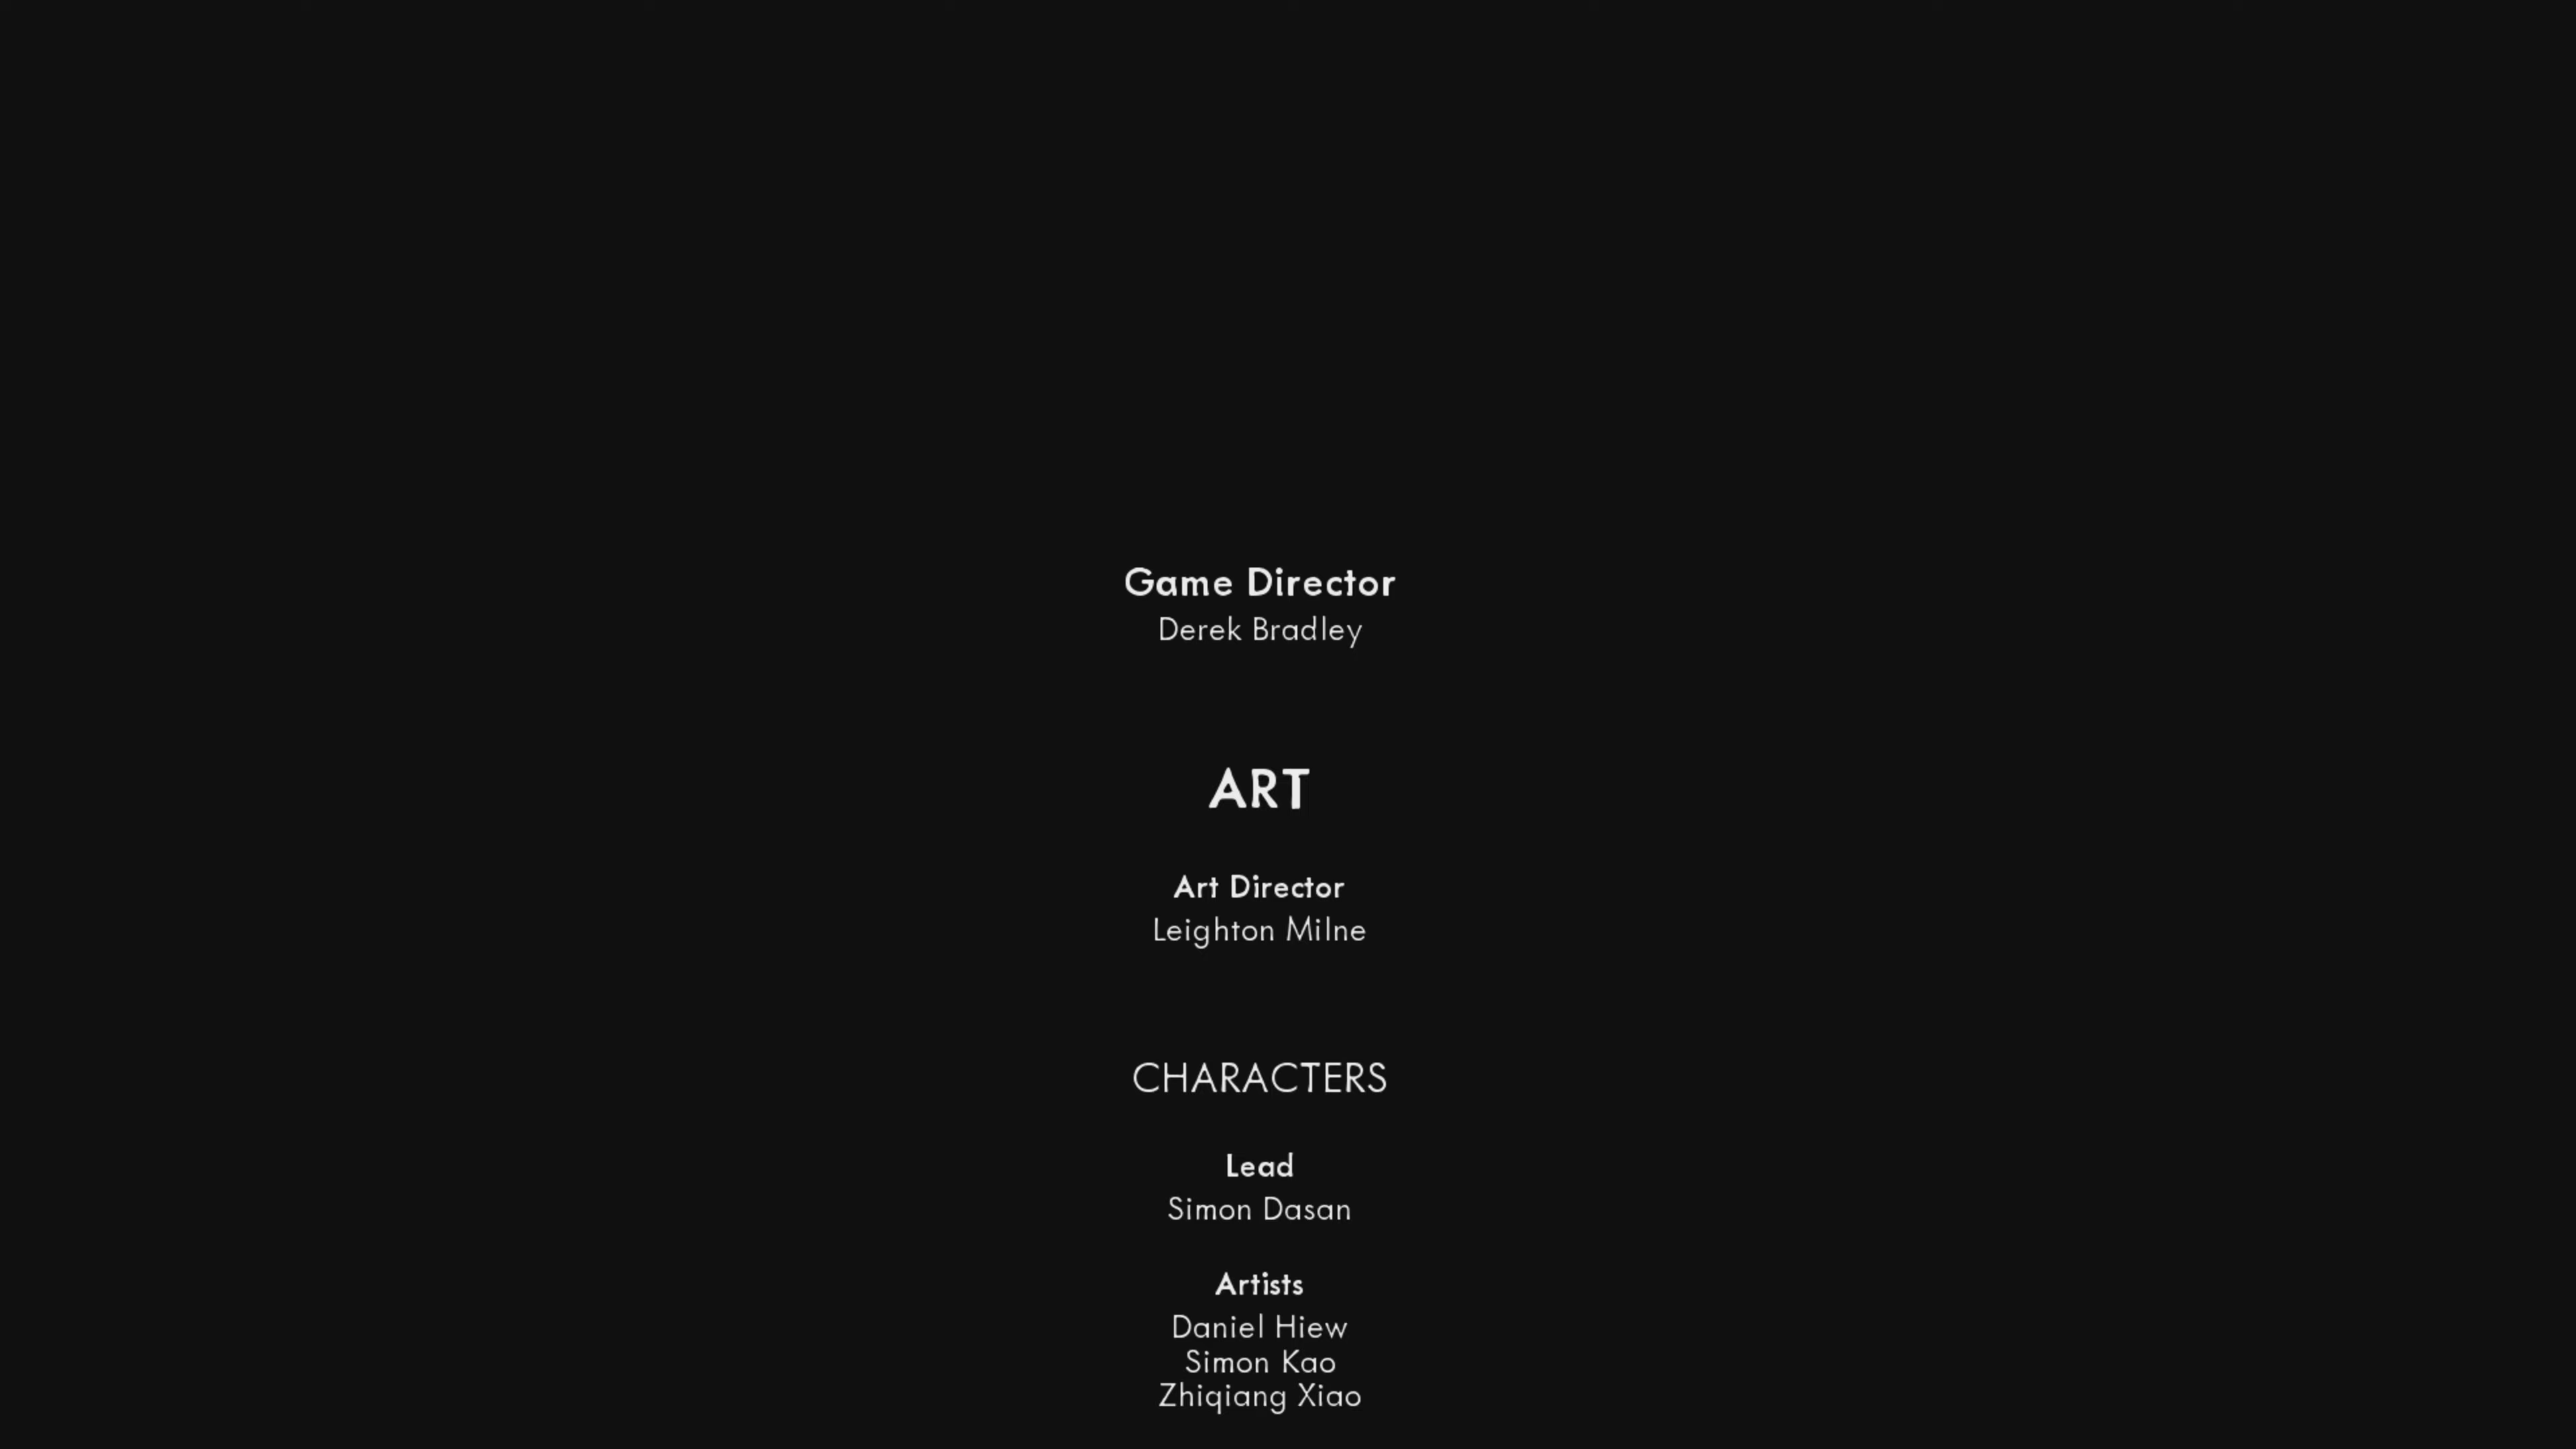 Game Director
Derek Bradley
ART
Art Director
Leighton Milne
CHARACTERS
Lead
Simon Dasan
Artists
Daniel Hiew
Simon Kao
Zhiqiang Xiao